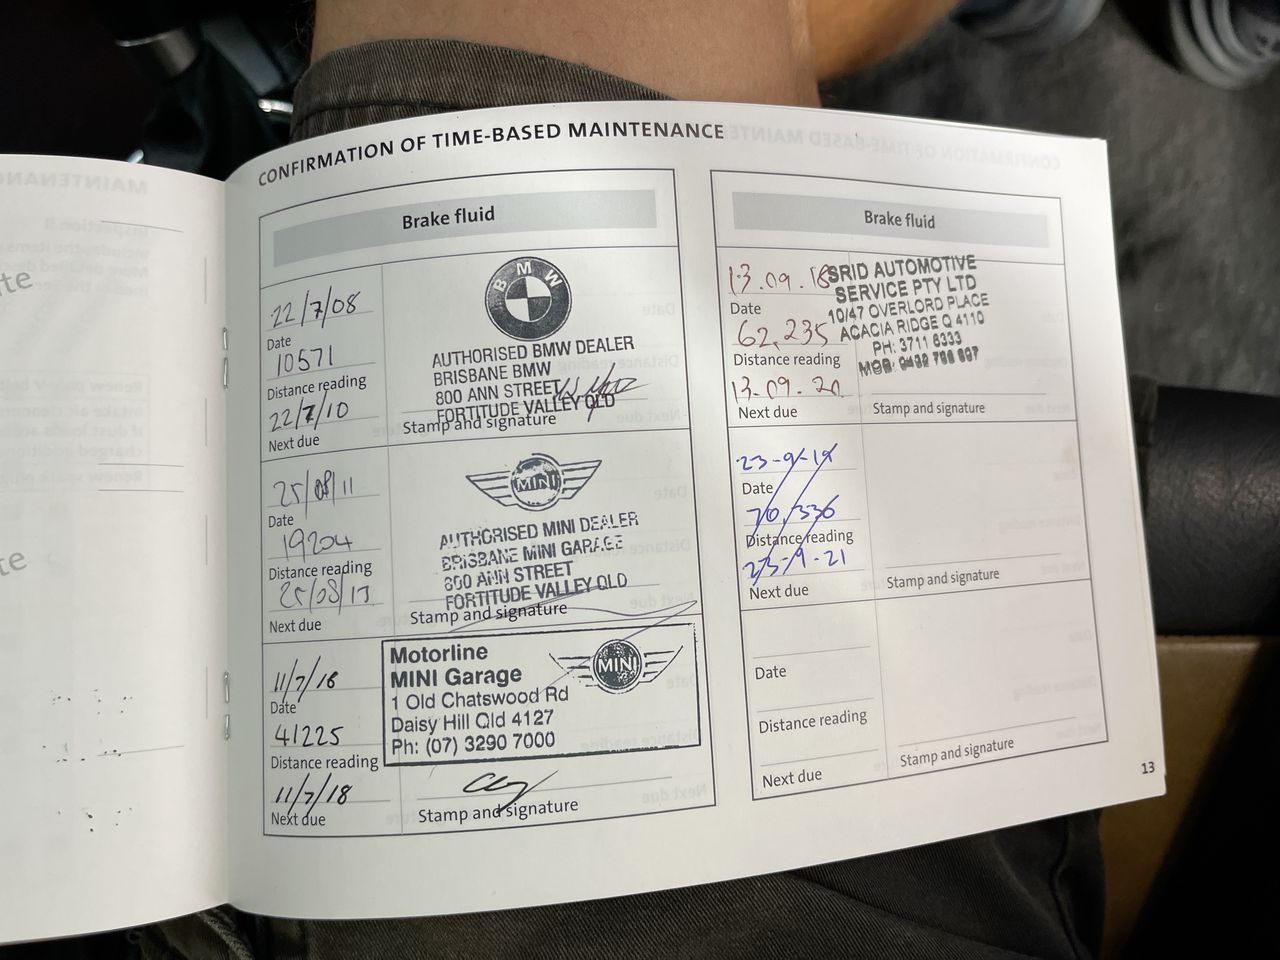 CONFIRMATION OF TIME-BASED MAINTENANCE
Brake fluid
22/7/08
Date
10571
Distance reading
22/7/10
Next due
BMW
AUTHORISED BMW DEALER
BRISBANE BMW
800 ANN STREET
FORTITUDE VALLEY QLD
Stamp and signature
25/08/11
Date
19204
Distance reading
25/08/13
Next due
MINI
AUTHORISED MINI DEALER
BRISBANE MINI GARAGE
800 ANN STREET
FORTITUDE VALLEY QLD
Stamp and signature
11/7/16
Date
41225
Distance reading
11/7/18
Next due
Motorline
MINI Garage
MINI
1 Old Chatswood Rd
Daisy Hill Qld 4127
Ph: (07) 3290 7000
Stamp and signature
Brake fluid
13.09.18
Date
62,235
Distance reading
13.09.20
Next due
SRID AUTOMOTIVE
SERVICE PTY LTD
10/47 OVERLORD PLACE
ACACIA RIDGE Q 4110
PH: 3711 6333
Stamp and signature
23-9-19
Date
70,336
Distance reading
23-9-21
Next due
Stamp and signature
Date
Distance reading
Next due
Stamp and signature
13